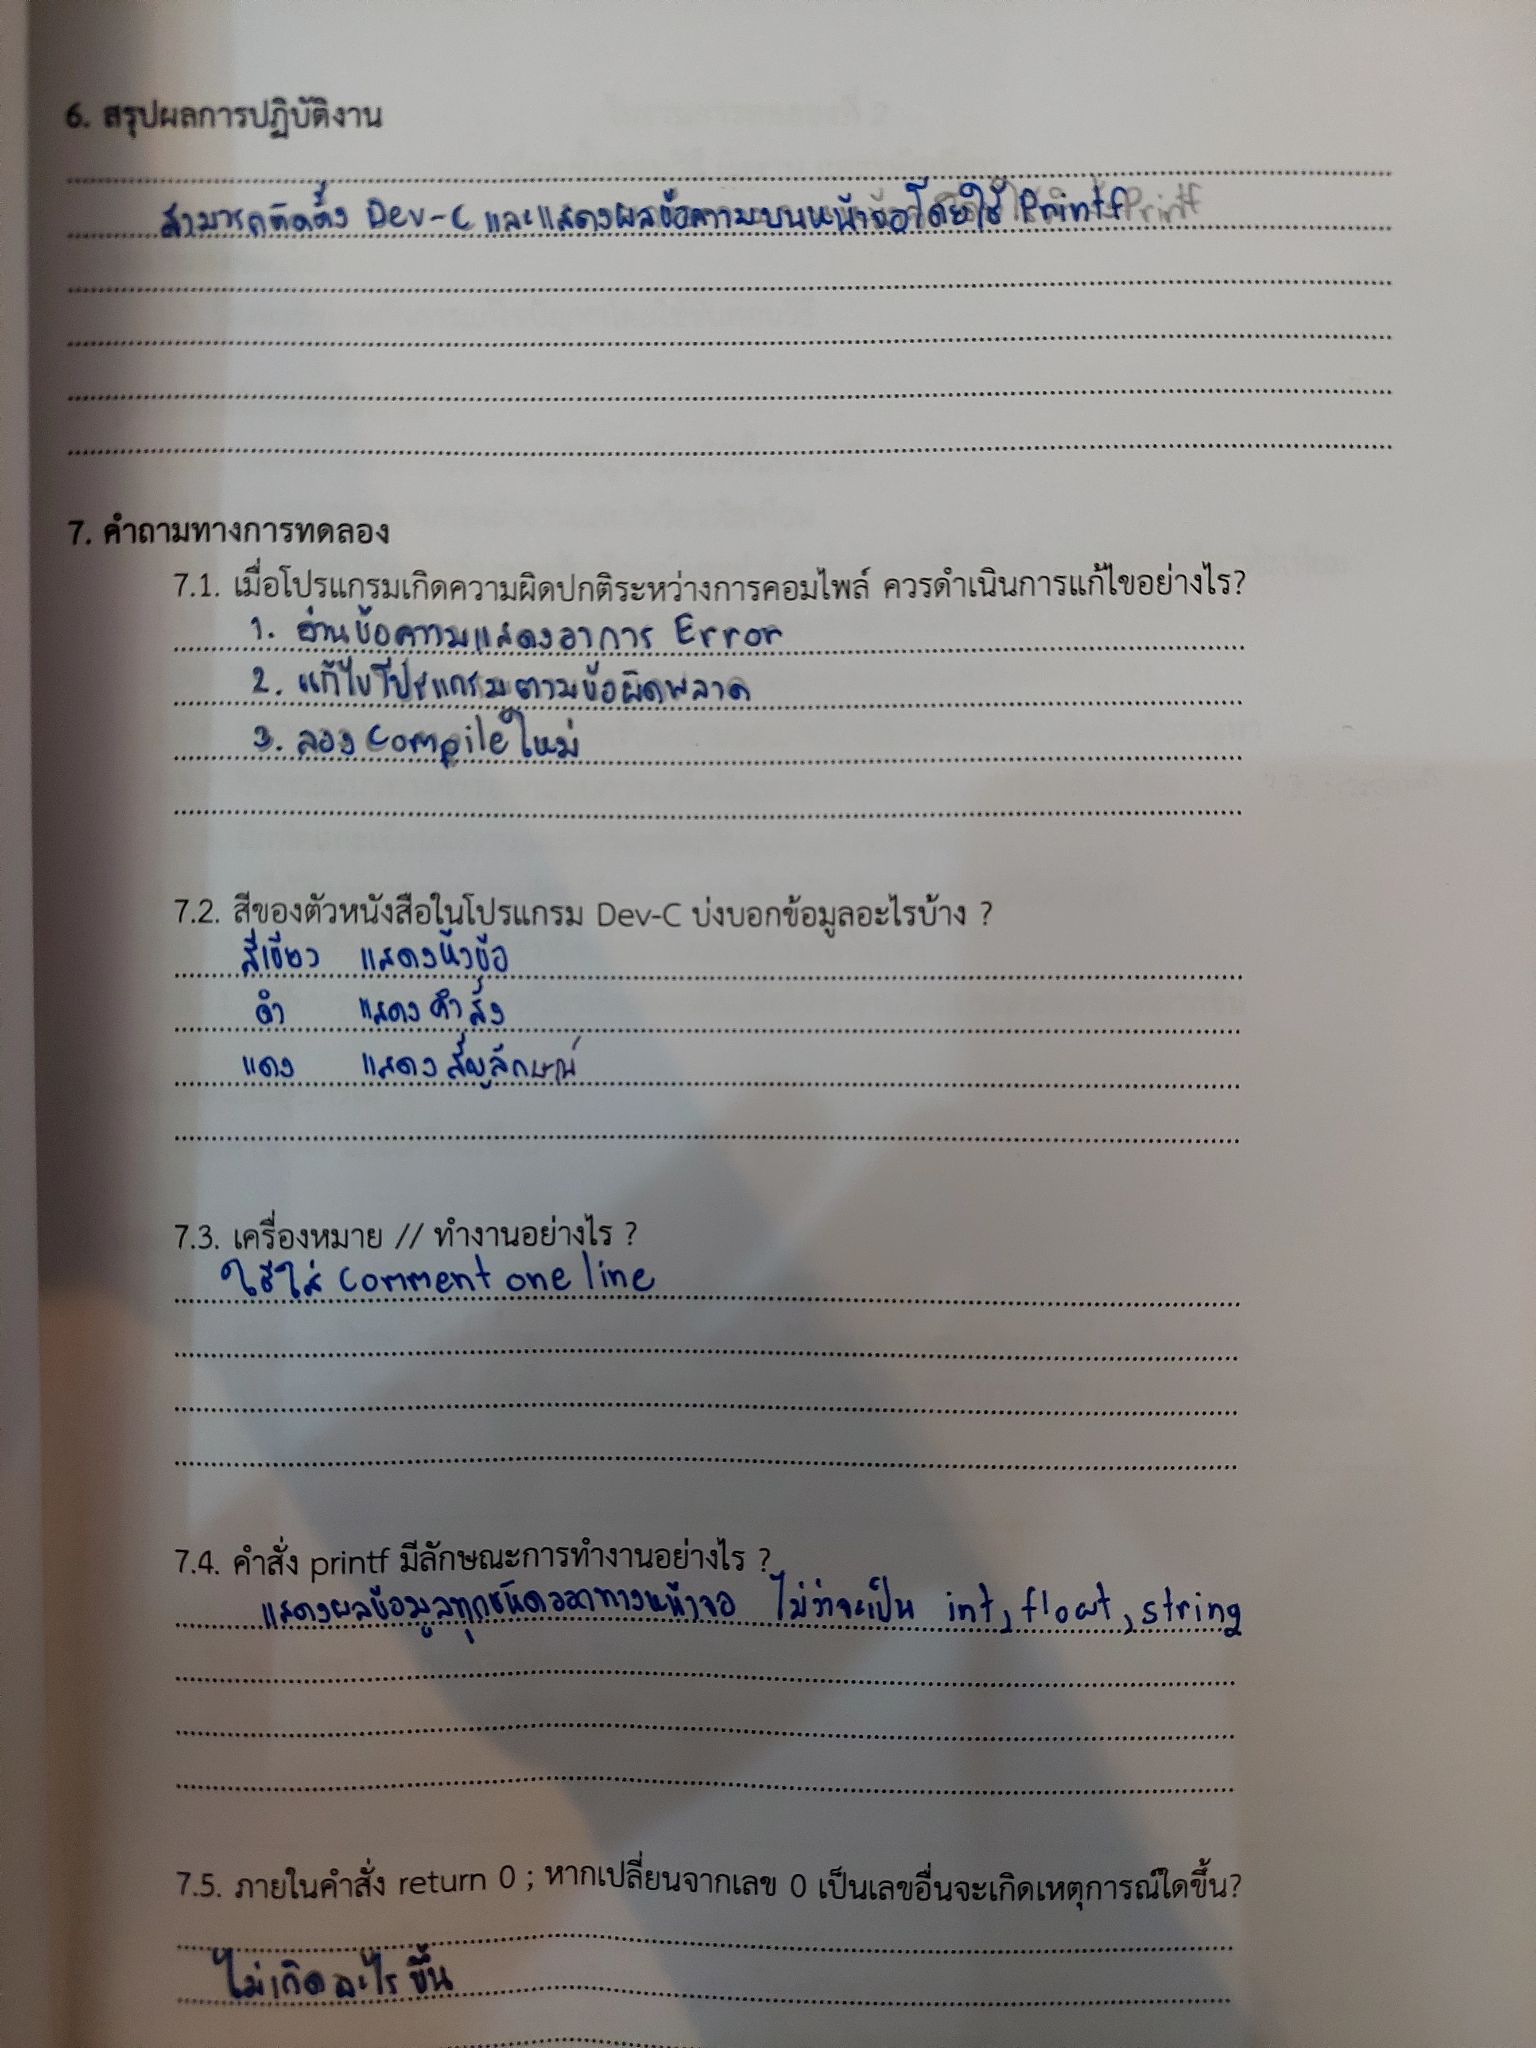 6. สรุปผลการปฏิบัติงาน
สามารถติดตั้ง Dev-C และแสดงผลข้อความบนหน้าจอโดยใช้ Printf Printf
7. คำถามทางการทดลอง
7.1. เมื่อโปรแกรมเกิดความผิดปกติระหว่างการคอมไพล์ ควรดำเนินการแก้ไขอย่างไร?
1. อ่านข้อความแสดงอาการ Error
2. แก้ไขโปรแกรมตามข้อผิดพลาด
3. ลอง Compile ใหม่
7.2. สีของตัวหนังสือในโปรแกรม Dev-C บ่งบอกข้อมูลอะไรบ้าง ?
สีเขียว แสดงหัวข้อ
ดำ แสดงคำสั่ง
แดง แสดงสัญลักษณ์
7.3. เครื่องหมาย // ทำงานอย่างไร ?
ใช้ใส่ comment one line
7.4. คำสั่ง printf มีลักษณะการทำงานอย่างไร ?
แสดงผลข้อมูลทุกชนิดออกทางหน้าจอ ไม่ว่าจะเป็น int, float, string
7.5. ภายในคำสั่ง return 0 ; หากเปลี่ยนจากเลข 0 เป็นเลขอื่นจะเกิดเหตุการณ์ใดขึ้น?
ไม่เกิดอะไรขึ้น